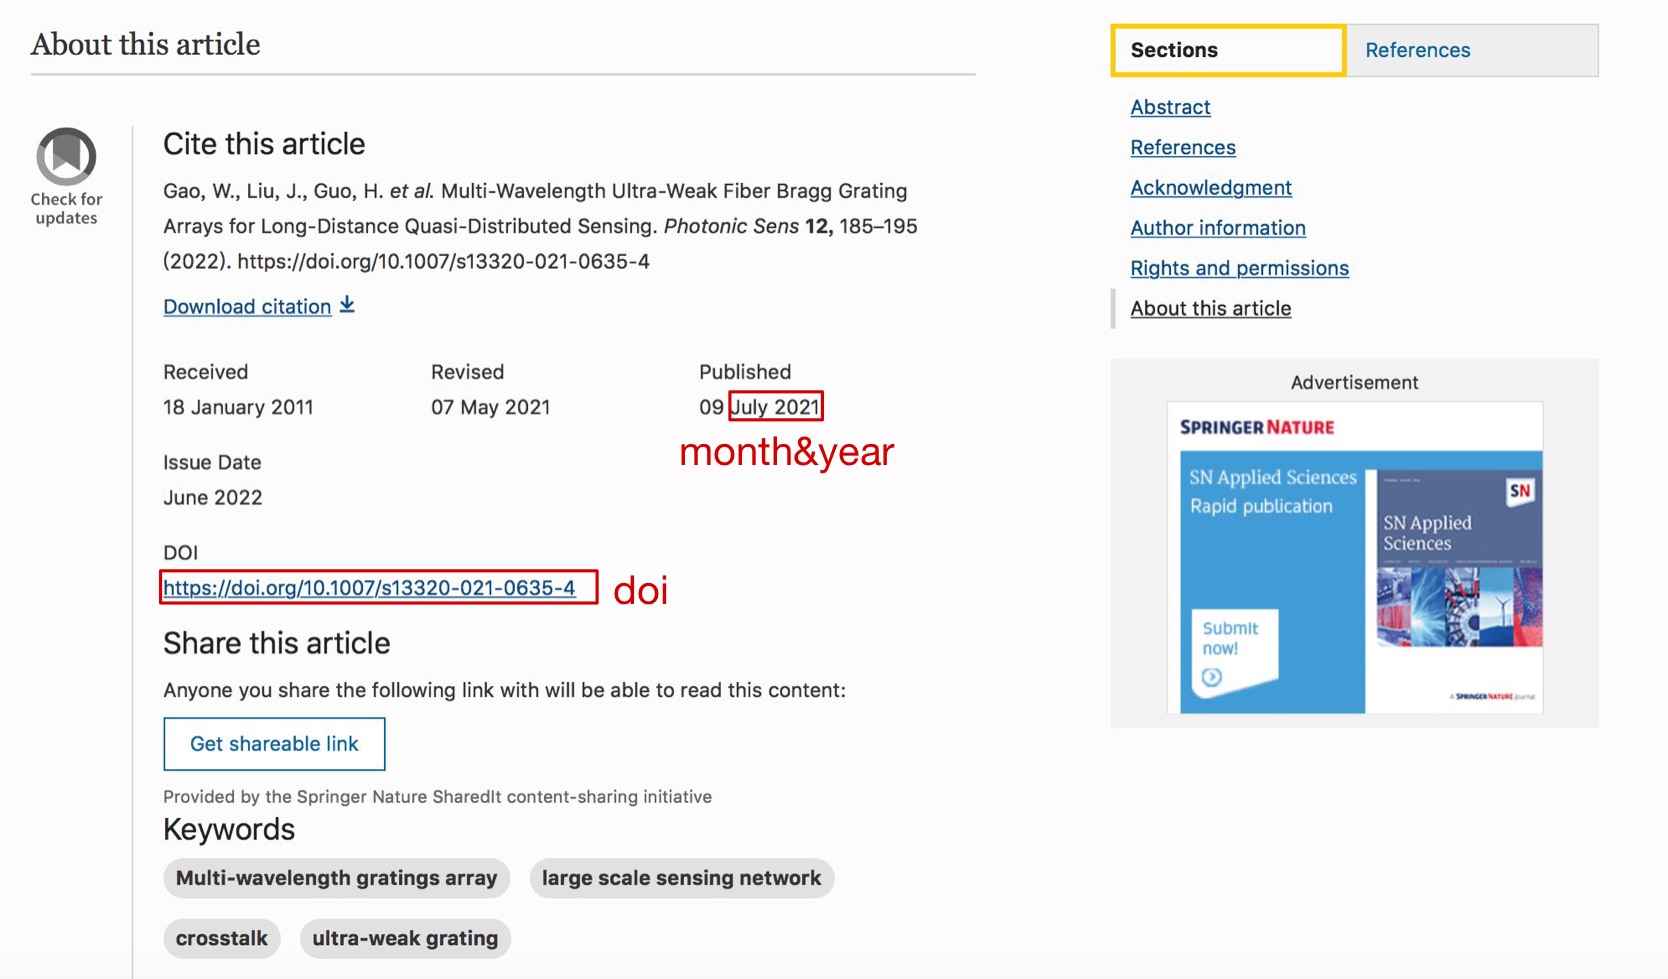 About this article
Check for
updates
Cite this article
Gao, W., Liu, J., Guo, H. et al. Multi-Wavelength Ultra-Weak Fiber Bragg Grating
Arrays for Long-Distance Quasi-Distributed Sensing. Photonic Sens 12, 185–195
(2022). https://doi.org/10.1007/s13320-021-0635-4
Download citation
Received
18 January 2011
Revised
07 May 2021
Published
09 July 2021
month&year
Issue Date
June 2022
DOI
https://doi.org/10.1007/s13320-021-0635-4
doi
Share this article
Anyone you share the following link with will be able to read this content:
Get shareable link
Provided by the Springer Nature SharedIt content-sharing initiative
Keywords
Multi-wavelength gratings array
large scale sensing network
crosstalk
ultra-weak grating
Sections
References
Abstract
References
Acknowledgment
Author information
Rights and permissions
About this article
Advertisement
SPRINGER NATURE
SN Applied Sciences
Rapid publication
Submit
now!
SN
SN Applied
Sciences
A SPRINGER NATURE journal